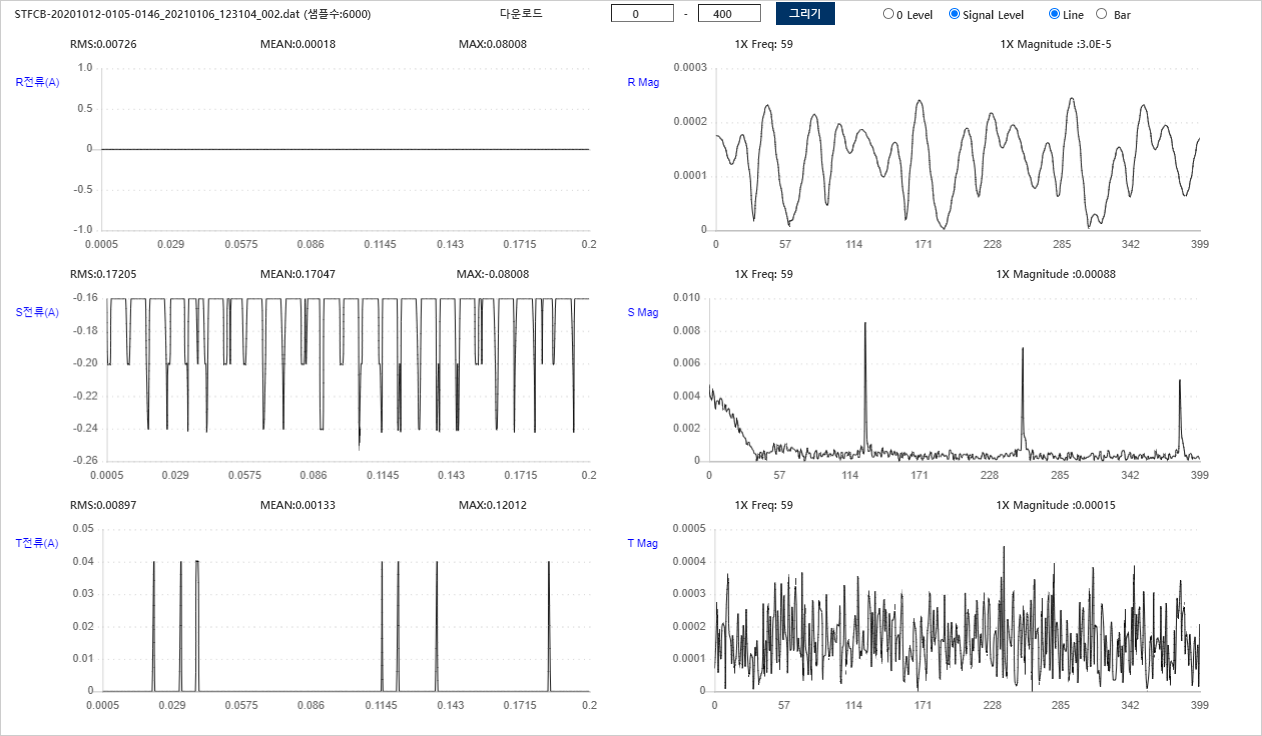 STFCB-20201012-0105-0146_20210106_123104_002.dat (샘플수:6000) 다운로드 0 - 400 그리기 0 Level Signal Level Line Bar
RMS:0.00726 MEAN:0.00018 MAX:0.08008 1X Freq: 59 1X Magnitude :3.0E-5
R전류(A)
1.0
0.5
0
-0.5
-1.0
0.0005 0.029 0.0575 0.086 0.1145 0.143 0.1715 0.2
R Mag
0.0003
0.0002
0.0001
0
0 57 114 171 228 285 342 399
RMS:0.17205 MEAN:0.17047 MAX:-0.08008 1X Freq: 59 1X Magnitude :0.00088
S전류(A)
-0.16
-0.18
-0.20
-0.22
-0.24
-0.26
0.0005 0.029 0.0575 0.086 0.1145 0.143 0.1715 0.2
S Mag
0.010
0.008
0.006
0.004
0.002
0
0 57 114 171 228 285 342 399
RMS:0.00897 MEAN:0.00133 MAX:0.12012 1X Freq: 59 1X Magnitude :0.00015
T전류(A)
0.05
0.04
0.03
0.02
0.01
0
0.0005 0.029 0.0575 0.086 0.1145 0.143 0.1715 0.2
T Mag
0.0005
0.0004
0.0003
0.0002
0.0001
0
0 57 114 171 228 285 342 399